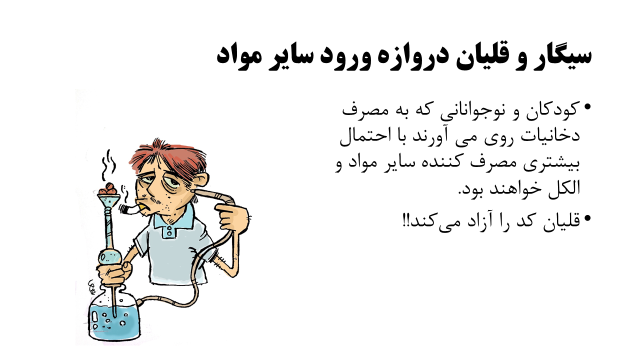 سیگار و قلیان دروازه ورود سایر مواد
•کودکان و نوجوانانی که به مصرف
دخانیات روی می آورند با احتمال
بیشتری مصرف کننده سایر مواد و
الکل خواهند بود.
•قلیان کد را آزاد می‌کند!!